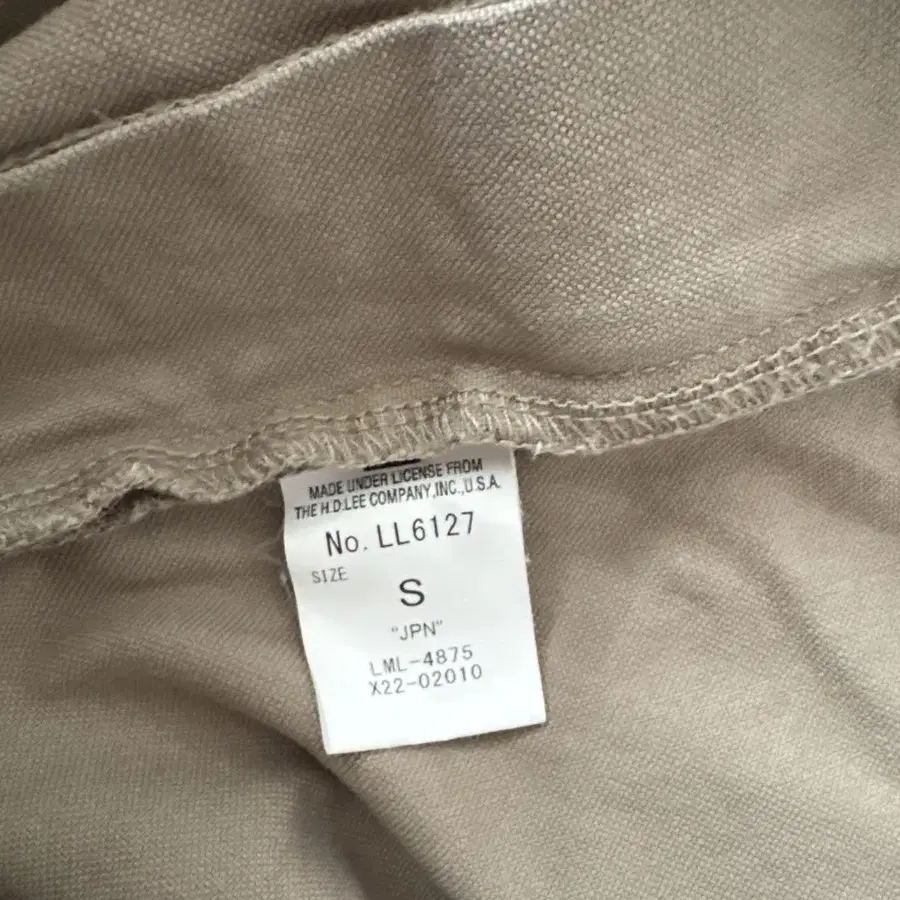 MADE UNDER LICENSE FROM
THE H.D.LEE COMPANY,INC.,U.S.A.
No. LL6127
SIZE
S
"JPN"
LML-4875
X22-02010